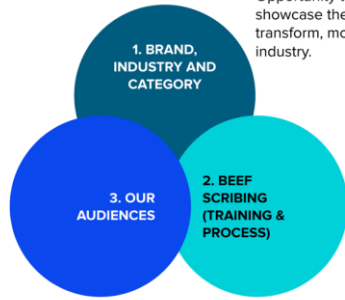 showcase the
transform, mo
industry.
1. BRAND,
INDUSTRY AND
CATEGORY
3. OUR
AUDIENCES
2. BEEF
SCRIBING
(TRAINING &
PROCESS)